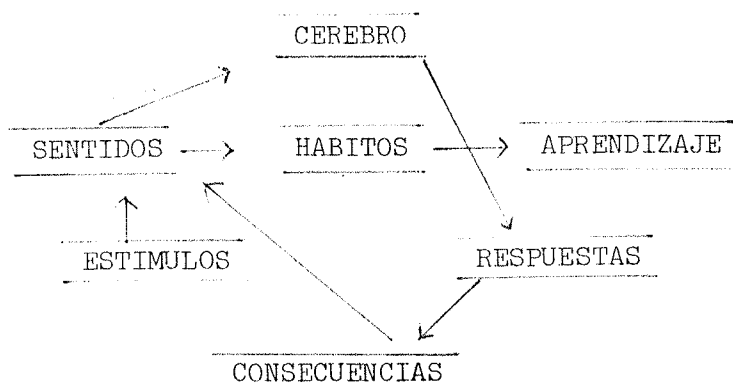 CEREBRO
SENTIDOS HABITOS APRENDIZAJE
ESTIMULOS RESPUESTAS
CONSECUENCIAS